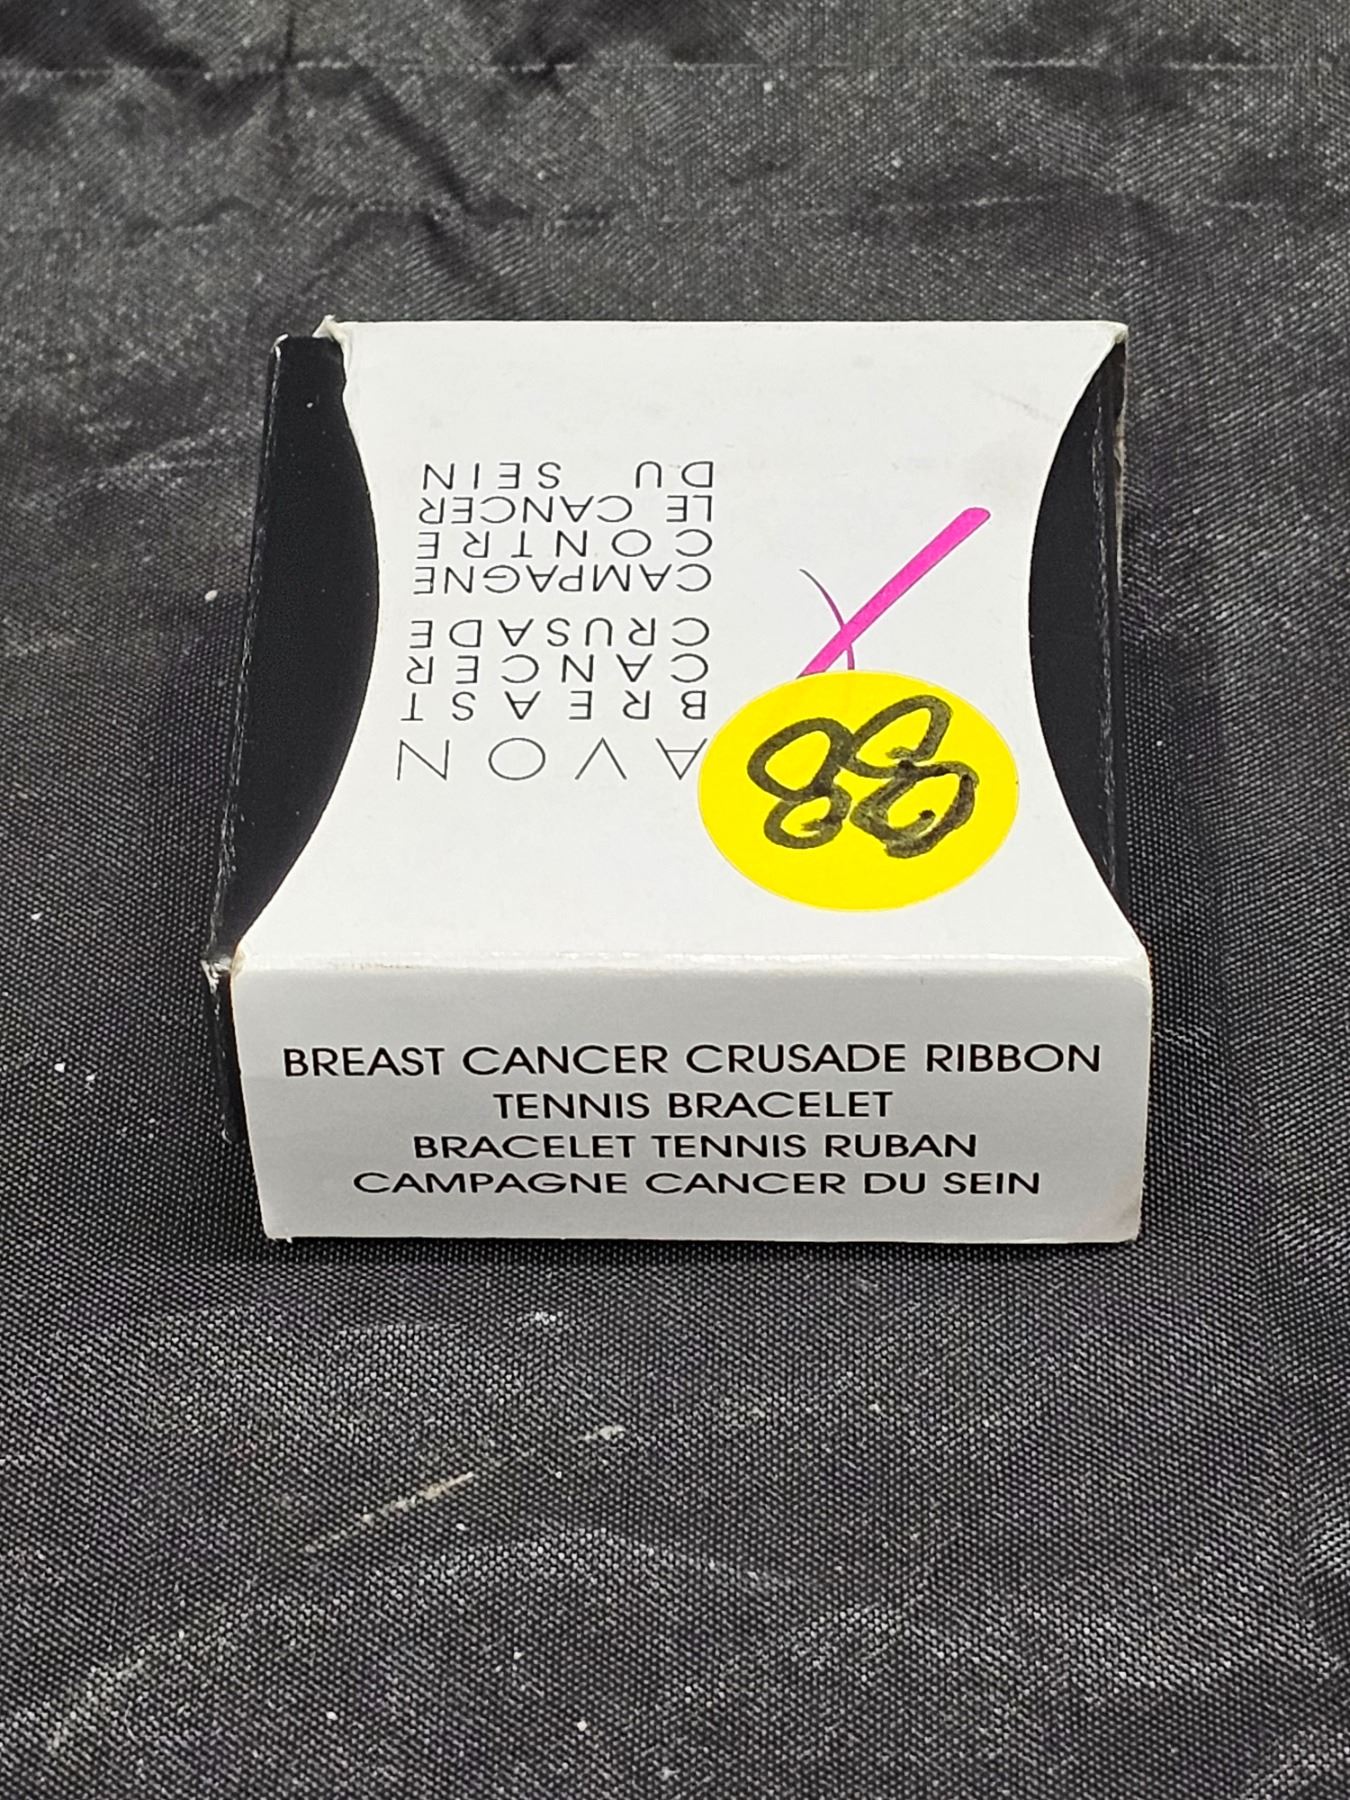 AVON
BREAST
CANCER
CRUSADE
CAMPAGNE
CONTRE
LE CANCER
DU SEIN
88
BREAST CANCER CRUSADE RIBBON
TENNIS BRACELET
BRACELET TENNIS RUBAN
CAMPAGNE CANCER DU SEIN